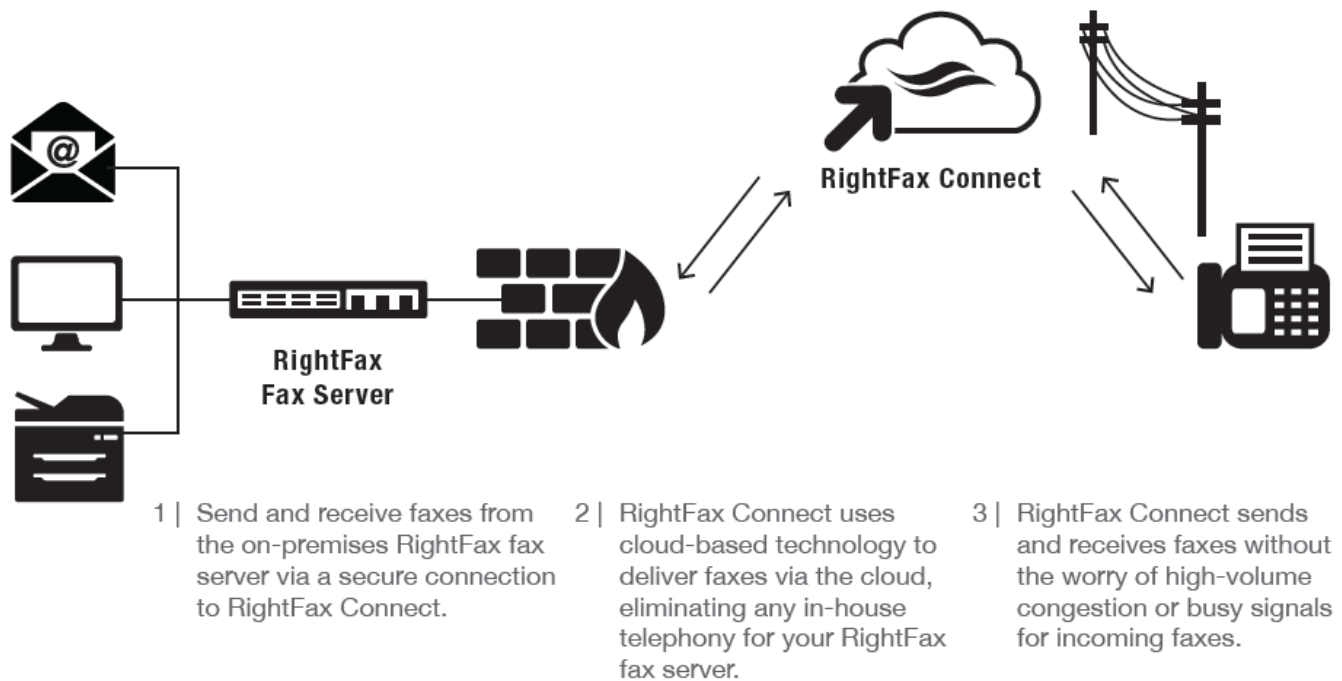 @
RightFax Connect
RightFax
Fax Server
1 | Send and receive faxes from
the on-premises RightFax fax
server via a secure connection
to RightFax Connect.
2 | RightFax Connect uses
cloud-based technology to
deliver faxes via the cloud,
eliminating any in-house
telephony for your RightFax
fax server.
3 | RightFax Connect sends
and receives faxes without
the worry of high-volume
congestion or busy signals
for incoming faxes.